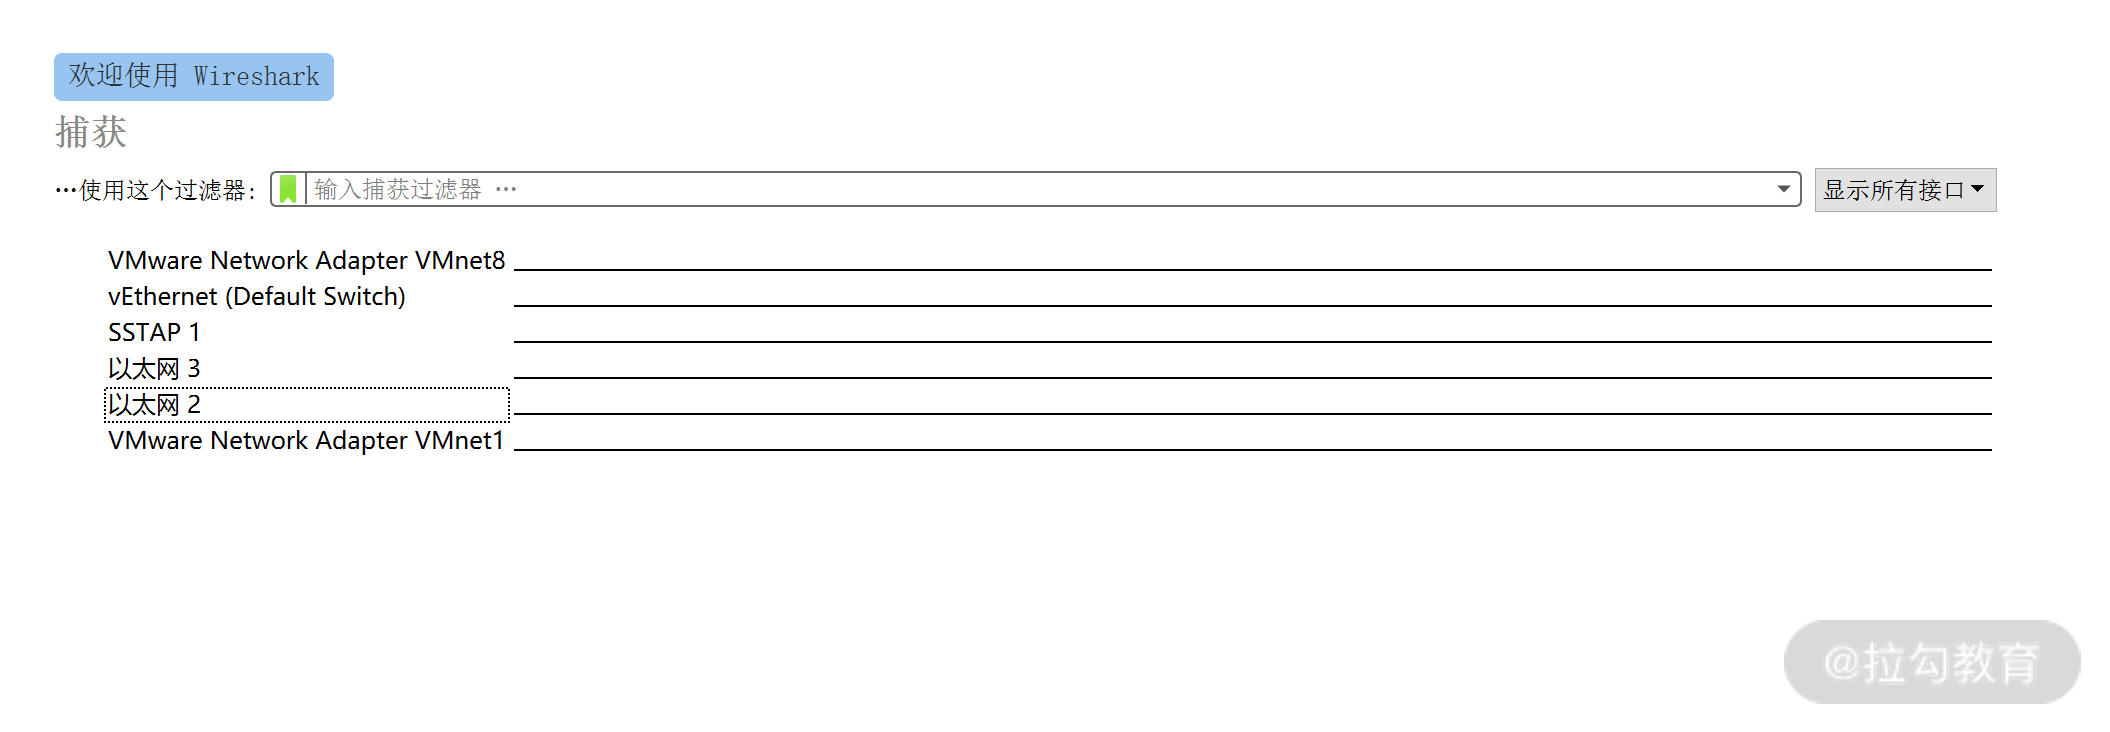 欢迎使用 Wireshark
捕获
…使用这个过滤器: 输入捕获过滤器 … 显示所有接口
VMware Network Adapter VMnet8
vEthernet (Default Switch)
SSTAP 1
以太网 3
以太网 2
VMware Network Adapter VMnet1
@拉勾教育